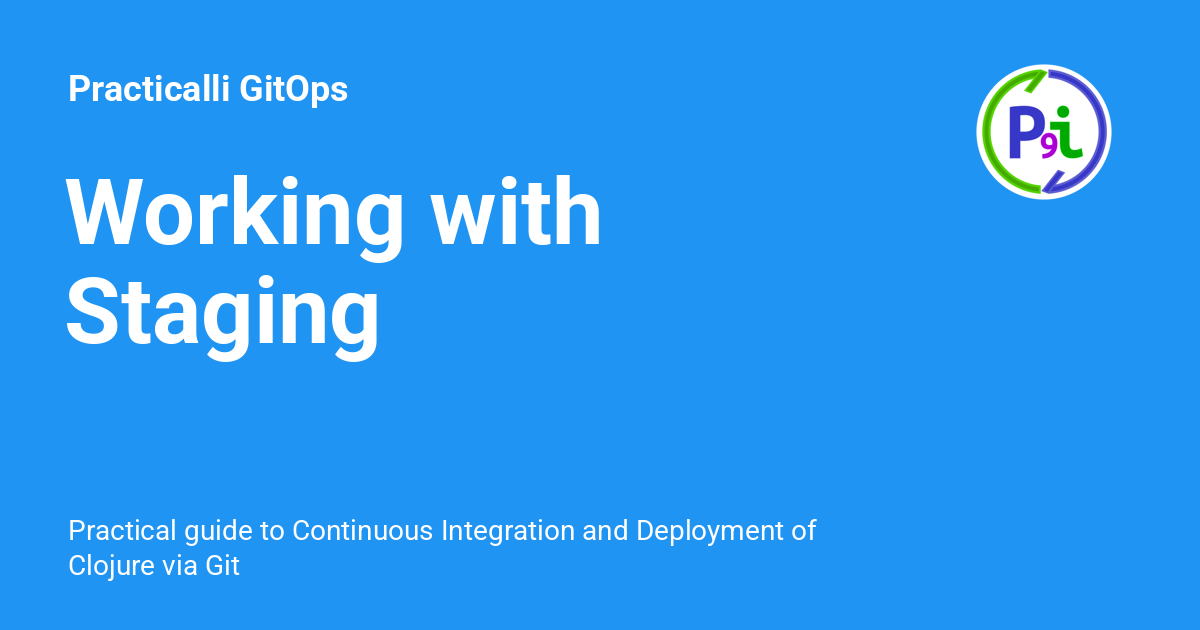 Practicalli GitOps
P9i
Working with
Staging
Practical guide to Continuous Integration and Deployment of
Clojure via Git